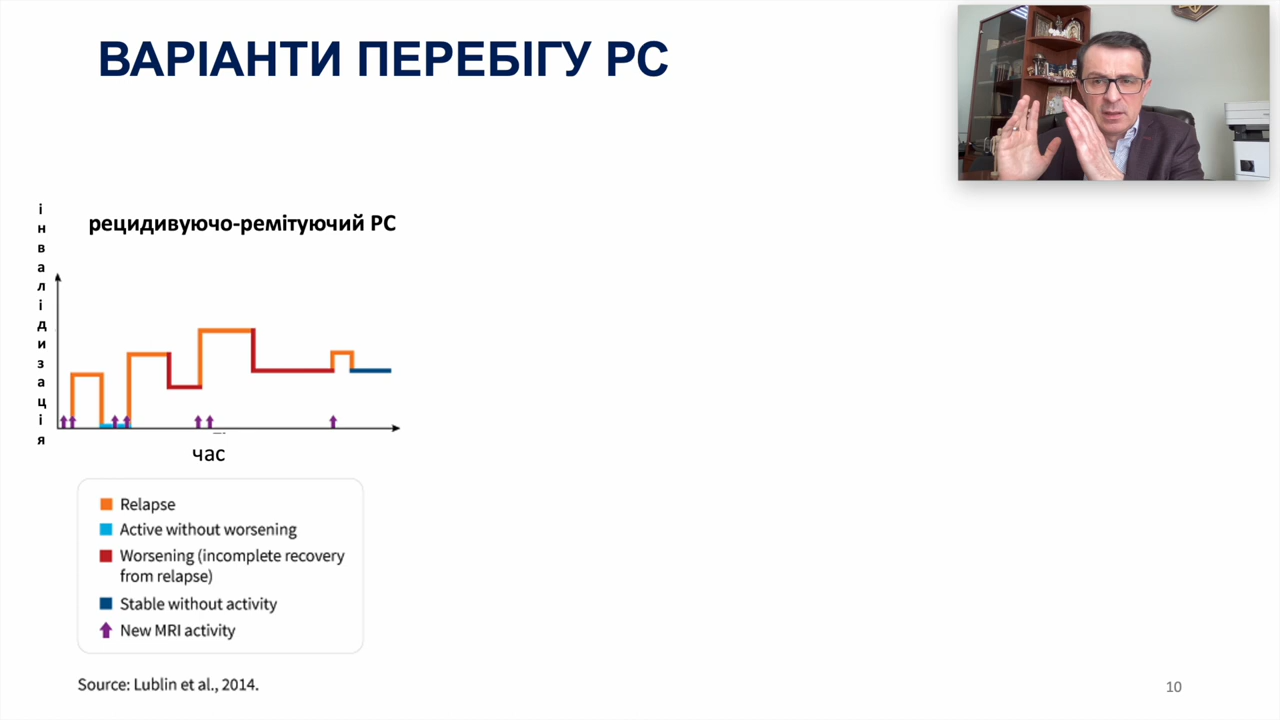 ВАРІАНТИ ПЕРЕБІГУ РС
інвалідизація
рецидивуючо-ремітуючий РС
час
Relapse
Active without worsening
Worsening (incomplete recovery
from relapse)
Stable without activity
New MRI activity
Source: Lublin et al., 2014.
10